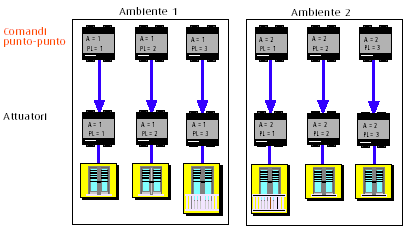 Ambiente 1
Ambiente 2
Comandi
punto-punto
A = 1
PL = 1
A = 1
PL = 2
A = 1
PL = 3
A = 2
PL = 1
A = 2
PL = 2
A = 2
PL = 3
Attuatori
A = 1
PL = 1
A = 1
PL = 2
A = 1
PL = 3
A = 2
PL = 1
A = 2
PL = 2
A = 2
PL = 3